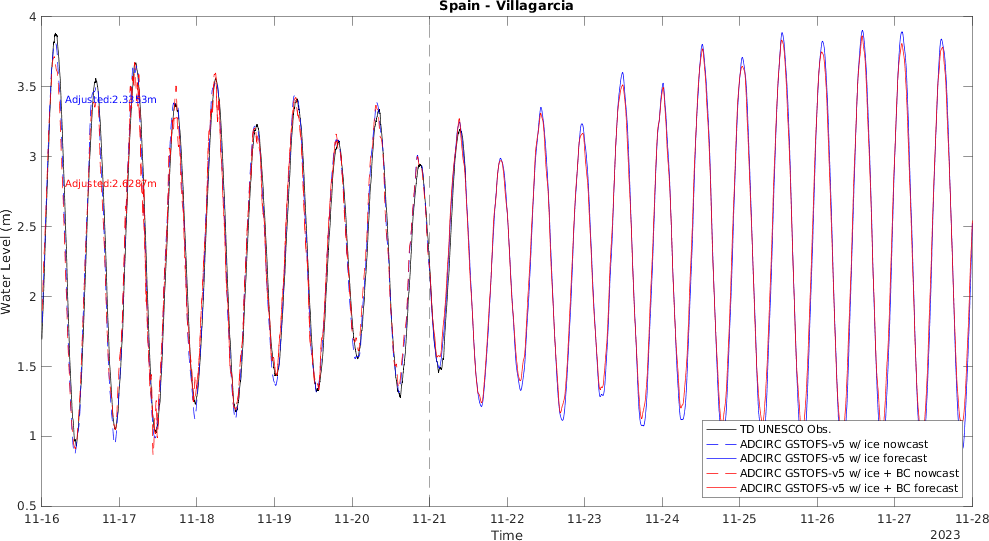 Spain - Villagarcia
4
3.5
3
2.5
2
1.5
1
0.5
Water Level (m)
Adjusted:2.3353m
Adjusted:2.6287m
TD UNESCO Obs.
ADCIRC GSTOFS-v5 w/ ice nowcast
ADCIRC GSTOFS-v5 w/ ice forecast
ADCIRC GSTOFS-v5 w/ ice + BC nowcast
ADCIRC GSTOFS-v5 w/ ice + BC forecast
11-16 11-17 11-18 11-19 11-20 11-21 11-22 11-23 11-24 11-25 11-26 11-27 11-28
Time
2023